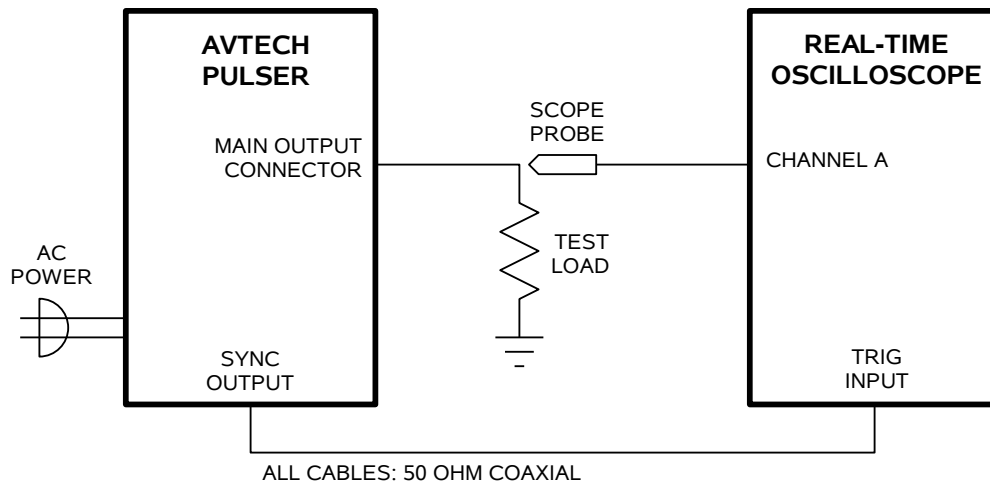 AVTECH
PULSER
REAL-TIME
OSCILLOSCOPE
SCOPE
PROBE
MAIN OUTPUT
CONNECTOR
CHANNEL A
TEST
LOAD
AC
POWER
SYNC
OUTPUT
TRIG
INPUT
ALL CABLES: 50 OHM COAXIAL